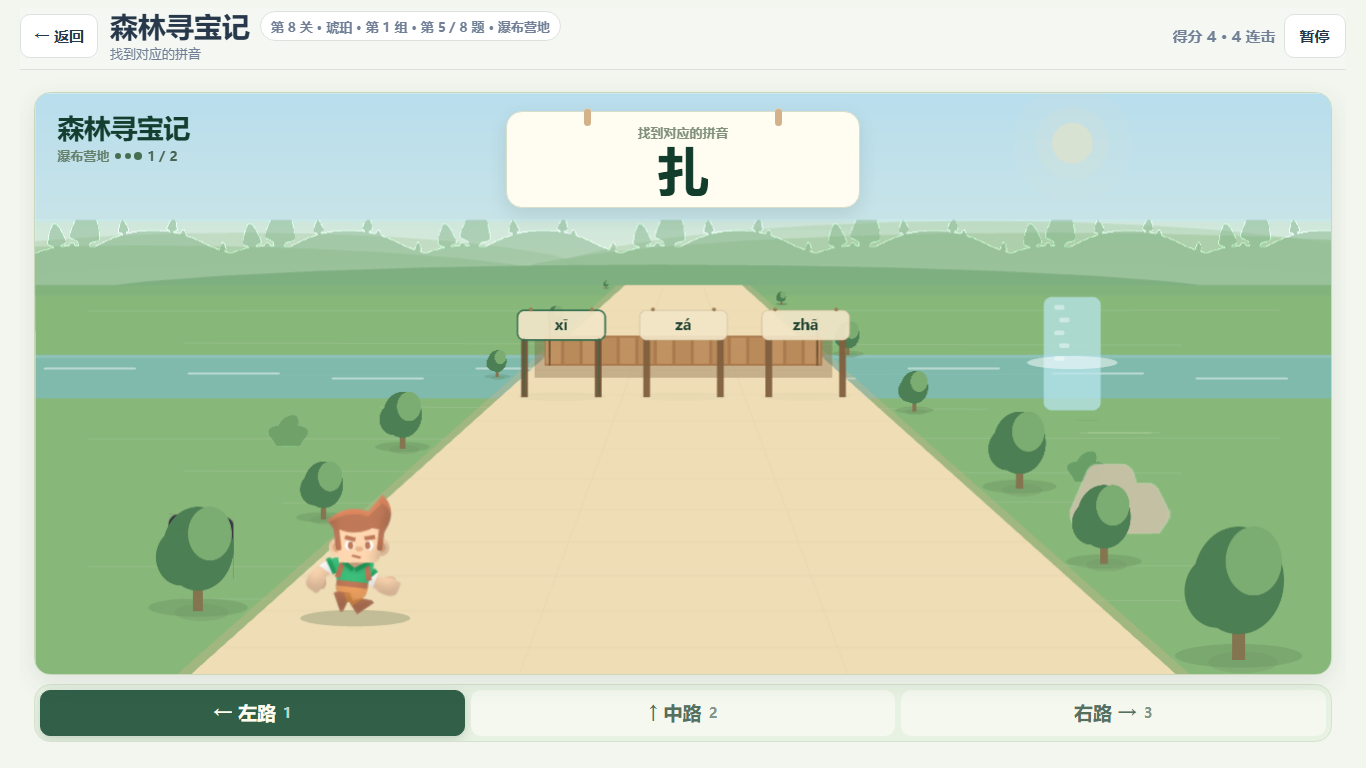 ← 返回
森林寻宝记
第 8 关 • 琥珀 • 第 1 组 • 第 5 / 8 题 • 瀑布营地
找到对应的拼音
得分 4 • 4 连击
暂停
森林寻宝记
瀑布营地 ●●● 1 / 2
找到对应的拼音
扎
xī
zá
zhā
← 左路 1
↑ 中路 2
右路 → 3